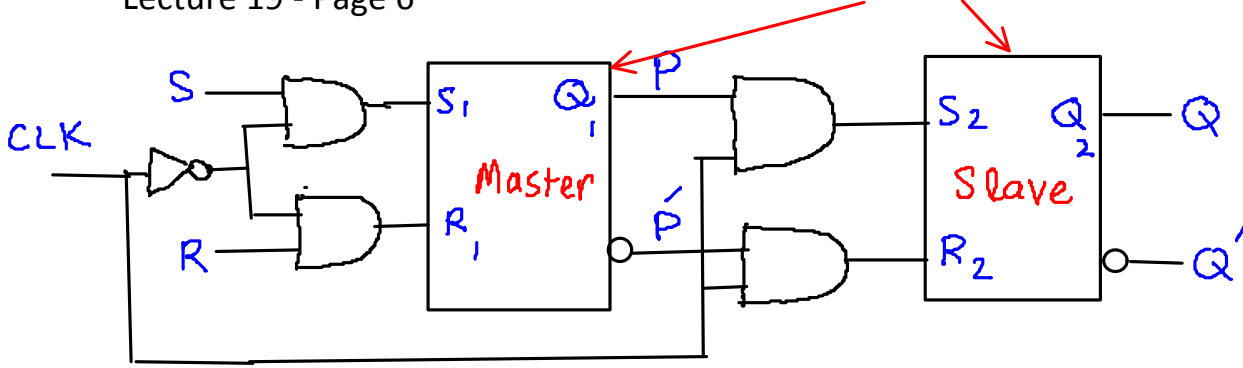 Lecture 19 - Page 6
S
CLK
R
S1
Q1
Master
R1
P
P'
S2
Q2
Slave
R2
Q
Q'